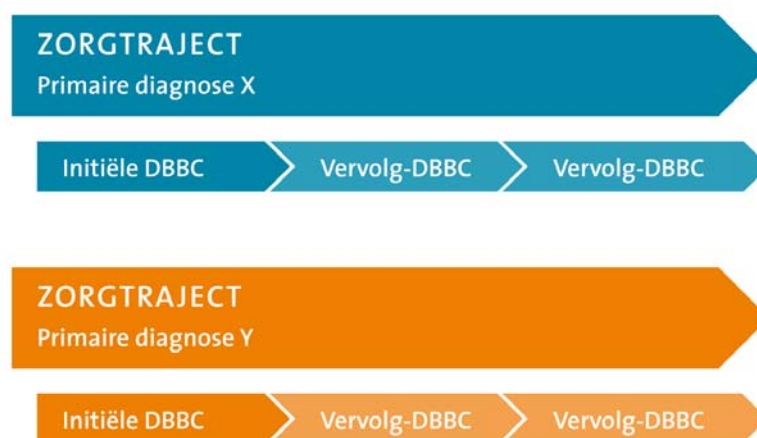 ZORGTRAJECT
Primaire diagnose X
Initiële DBBC
Vervolg-DBBC
Vervolg-DBBC
ZORGTRAJECT
Primaire diagnose Y
Initiële DBBC
Vervolg-DBBC
Vervolg-DBBC